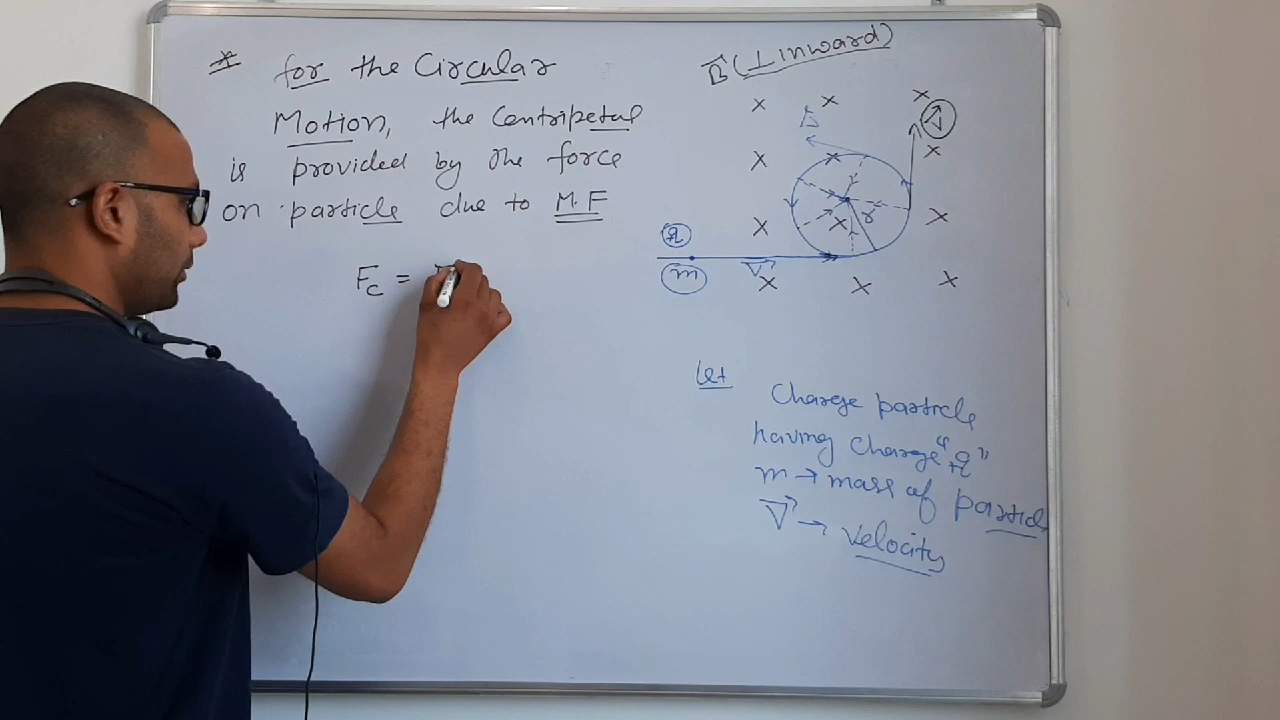 * for the Circular
Motion, the Centripetal
is provided by the force
on particle due to M.F
F_c = F
B⃗ (⊥ inward)
× × ×
V⃗
V⃗
× × ×
× × ×
r
q
m
V⃗
× × ×
Let
Charge particle
having charge "+q"
m → mass of particle
V⃗ → velocity